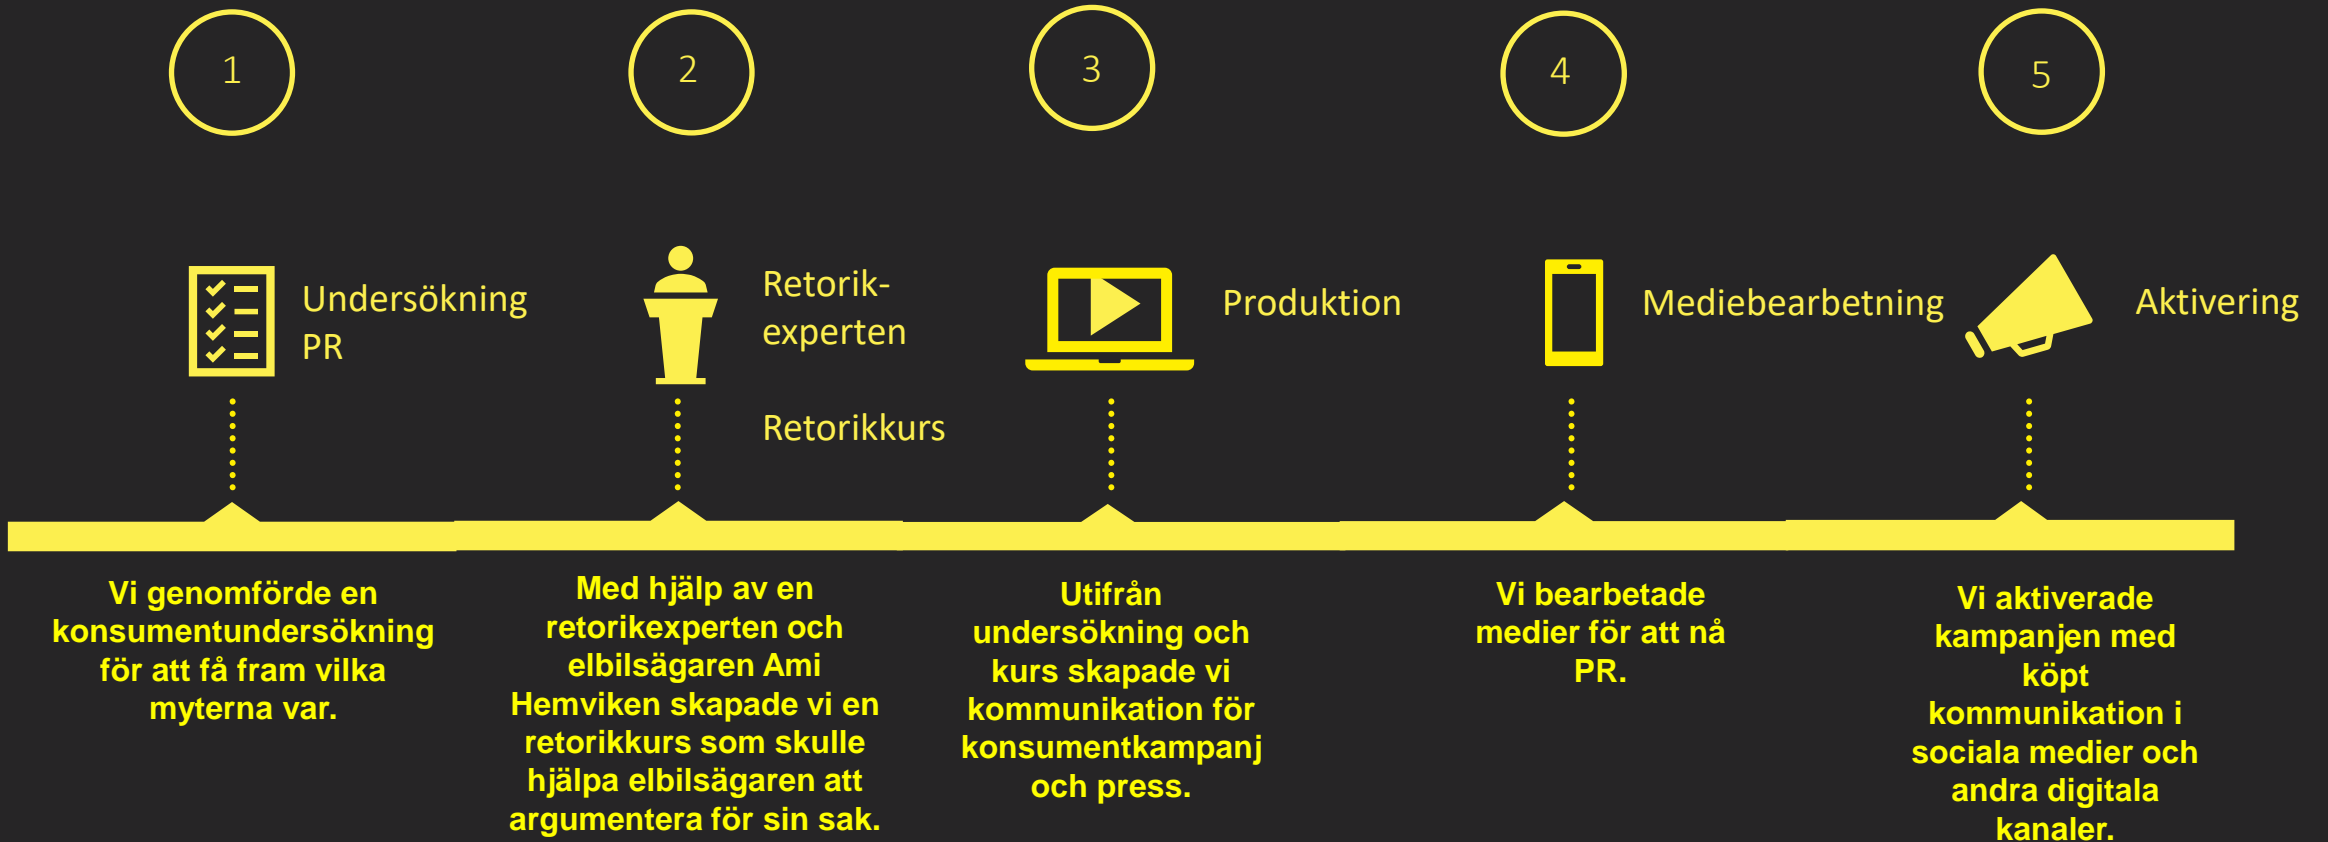 1
2
3
4
5
Undersökning
PR
Retorik-
experten
Retorikkurs
Produktion
Mediebearbetning
Aktivering
Vi genomförde en
konsumentundersökning
för att få fram vilka
myterna var.
Med hjälp av en
retorikexperten och
elbilsägaren Ami
Hemviken skapade vi en
retorikkurs som skulle
hjälpa elbilsägaren att
argumentera för sin sak.
Utifrån
undersökning och
kurs skapade vi
kommunikation för
konsumentkampanj
och press.
Vi bearbetade
medier för att nå
PR.
Vi aktiverade
kampanjen med
köpt
kommunikation i
sociala medier och
andra digitala
kanaler.